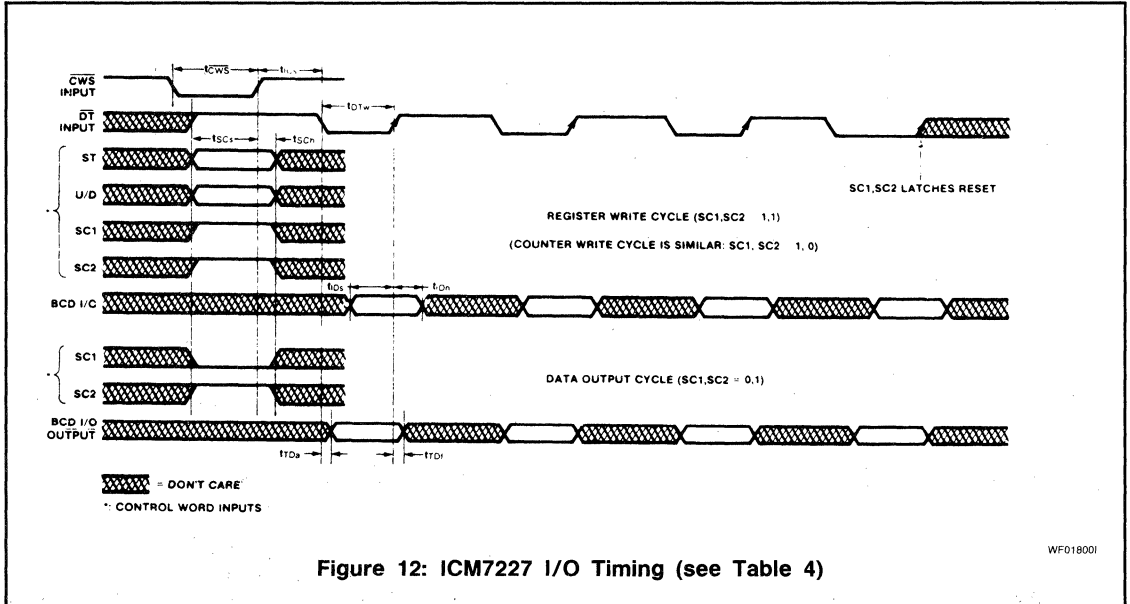 tCWS
CWS
INPUT
DT
INPUT
tDTw
tSCs
tSCh
ST
U/D
SC1
SC2
SC1,SC2 LATCHES RESET
REGISTER WRITE CYCLE (SC1,SC2 1,1)
(COUNTER WRITE CYCLE IS SIMILAR: SC1, SC2 1, 0)
tIDs
tIDh
BCD I/C
SC1
SC2
DATA OUTPUT CYCLE (SC1,SC2 = 0,1)
BCD I/O
OUTPUT
tTDa
tTDf
= DON'T CARE
*: CONTROL WORD INPUTS
WF01800I
Figure 12: ICM7227 I/O Timing (see Table 4)